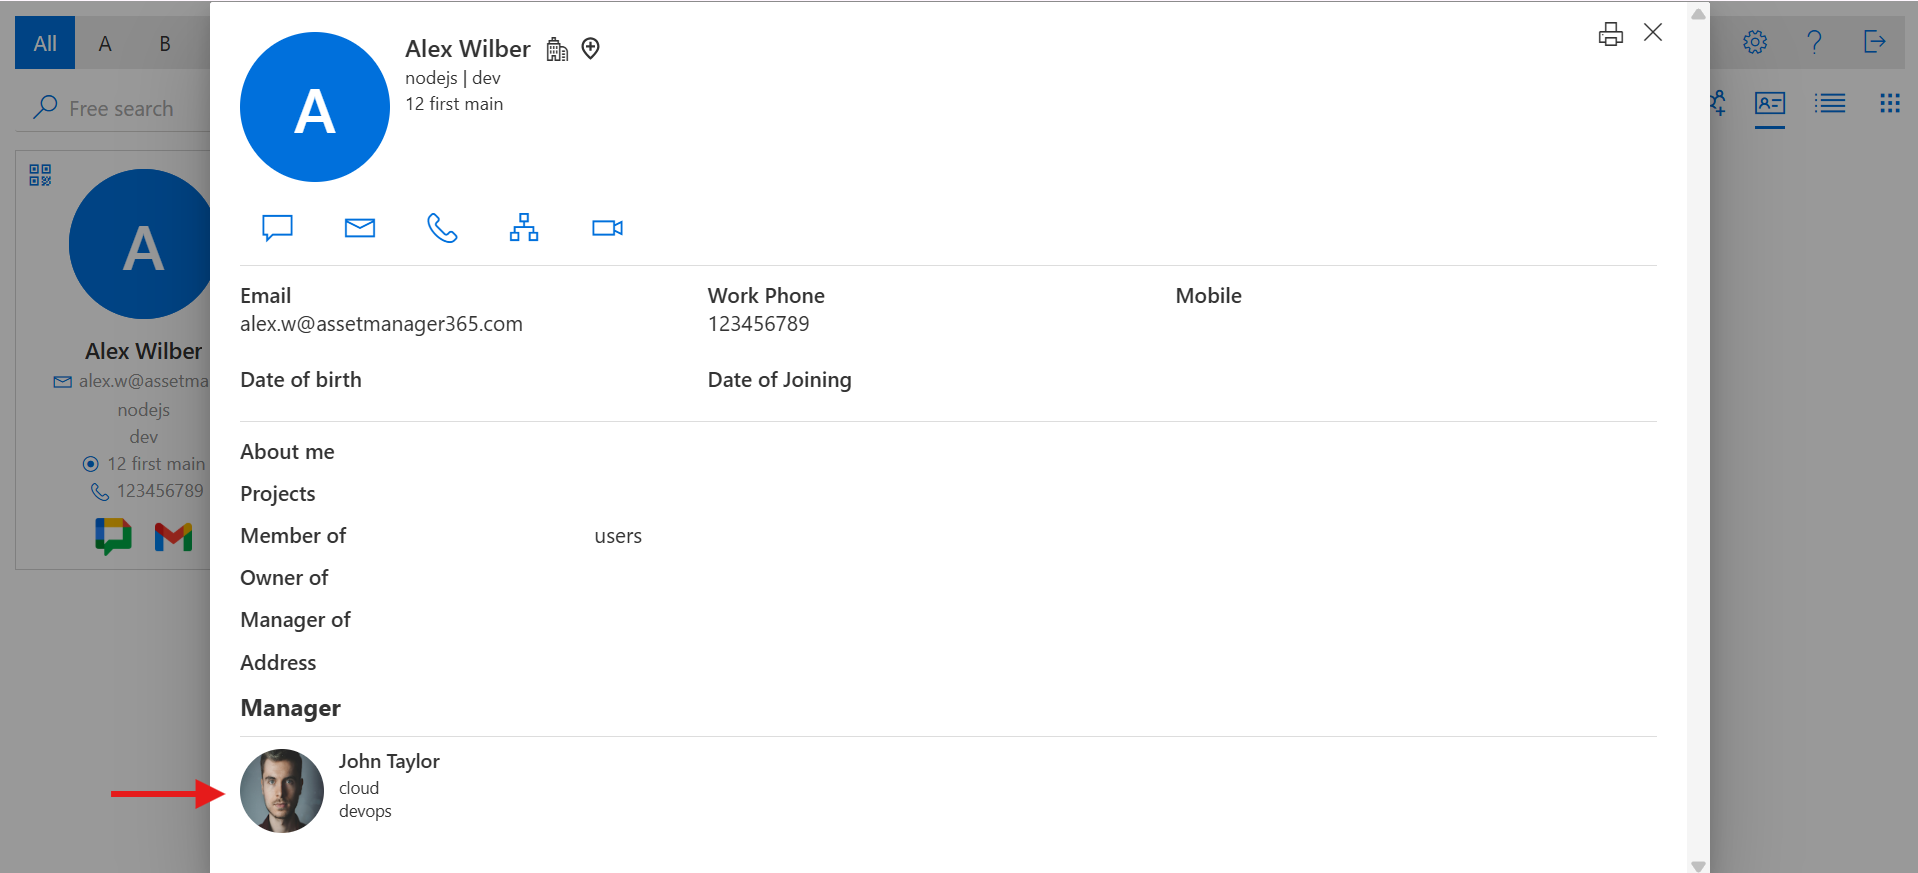 All A B
Free search
A
Alex Wilber
alex.w@assetma
nodejs
dev
12 first main
123456789
A
Alex Wilber
nodejs | dev
12 first main
Email
alex.w@assetmanager365.com
Work Phone
123456789
Mobile
Date of birth
Date of Joining
About me
Projects
Member of users
Owner of
Manager of
Address
Manager
John Taylor
cloud
devops